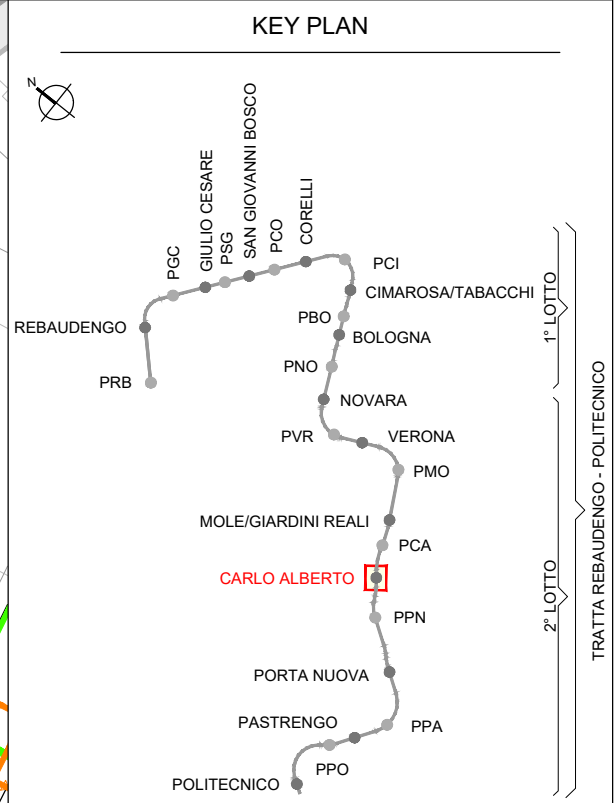 KEY PLAN
N
PGC
GIULIO CESARE
PSG
SAN GIOVANNI BOSCO
PCO
CORELLI
PCI
CIMAROSA/TABACCHI
REBAUDENGO
PBO
BOLOGNA
PNO
PRB
NOVARA
PVR
VERONA
PMO
MOLE/GIARDINI REALI
PCA
CARLO ALBERTO
PPN
PORTA NUOVA
PASTRENGO
PPA
PPO
POLITECNICO
1° LOTTO
2° LOTTO
TRATTA REBAUDENGO - POLITECNICO